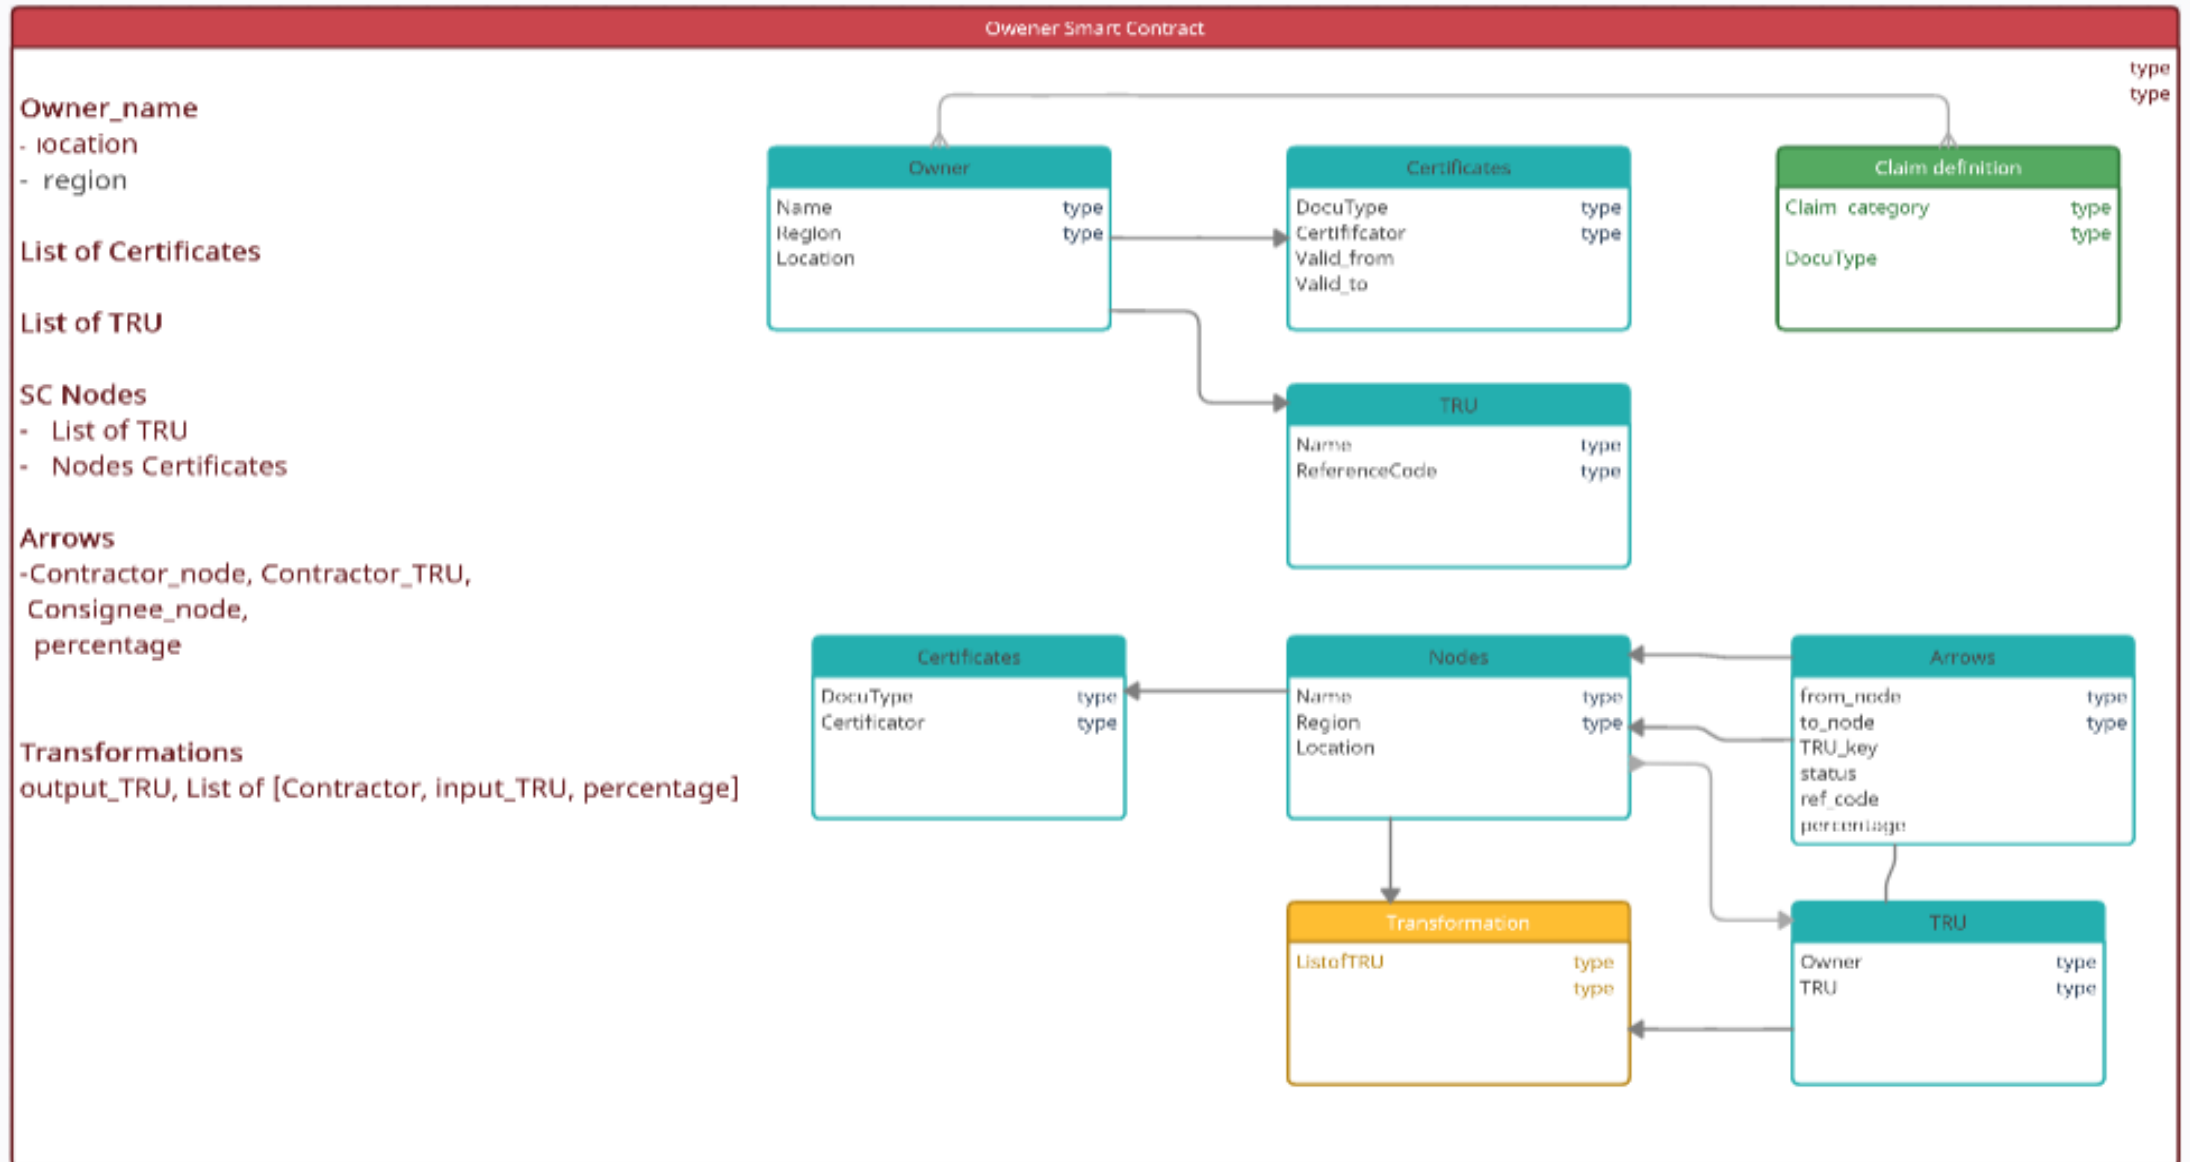 Owener Smart Contract
type
type
Owner_name
- location
- region
List of Certificates
List of TRU
SC Nodes
- List of TRU
- Nodes Certificates
Arrows
-Contractor_node, Contractor_TRU,
Consignee_node,
percentage
Transformations
output_TRU, List of [Contractor, input_TRU, percentage]
Owner
Name type
Region type
Location
Certificates
DocuType type
Certififcator type
Valid_from
Valid_to
Claim definition
Claim category type
type
DocuType
TRU
Name type
ReferenceCode type
Certificates
DocuType type
Certificator type
Nodes
Name type
Region type
Location
Arrows
from_node type
to_node type
TRU_key
status
ref_code
percentage
Transformation
ListofTRU type
type
TRU
Owner type
TRU type